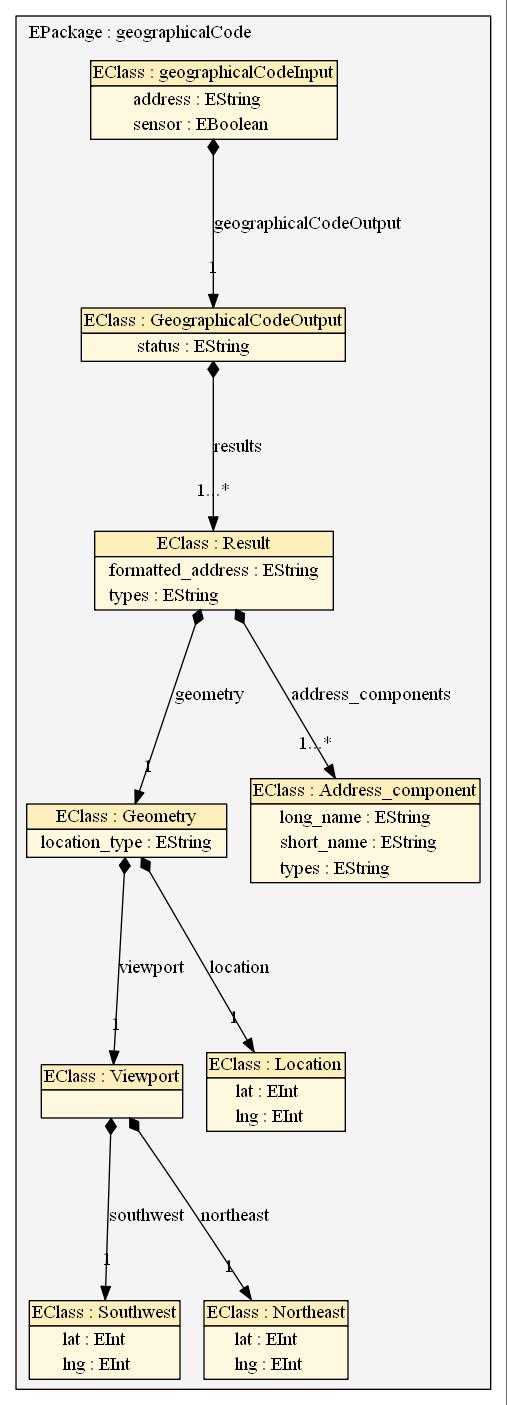 EPackage : geographicalCode
EClass : geographicalCodeInput
address : EString
sensor : EBoolean
geographicalCodeOutput
1
EClass : GeographicalCodeOutput
status : EString
results
1...*
EClass : Result
formatted_address : EString
types : EString
geometry
address_components
1...*
1
EClass : Address_component
long_name : EString
short_name : EString
types : EString
EClass : Geometry
location_type : EString
viewport
location
1
1
EClass : Viewport
EClass : Location
lat : EInt
lng : EInt
southwest
northeast
1
1
EClass : Southwest
lat : EInt
lng : EInt
EClass : Northeast
lat : EInt
lng : EInt